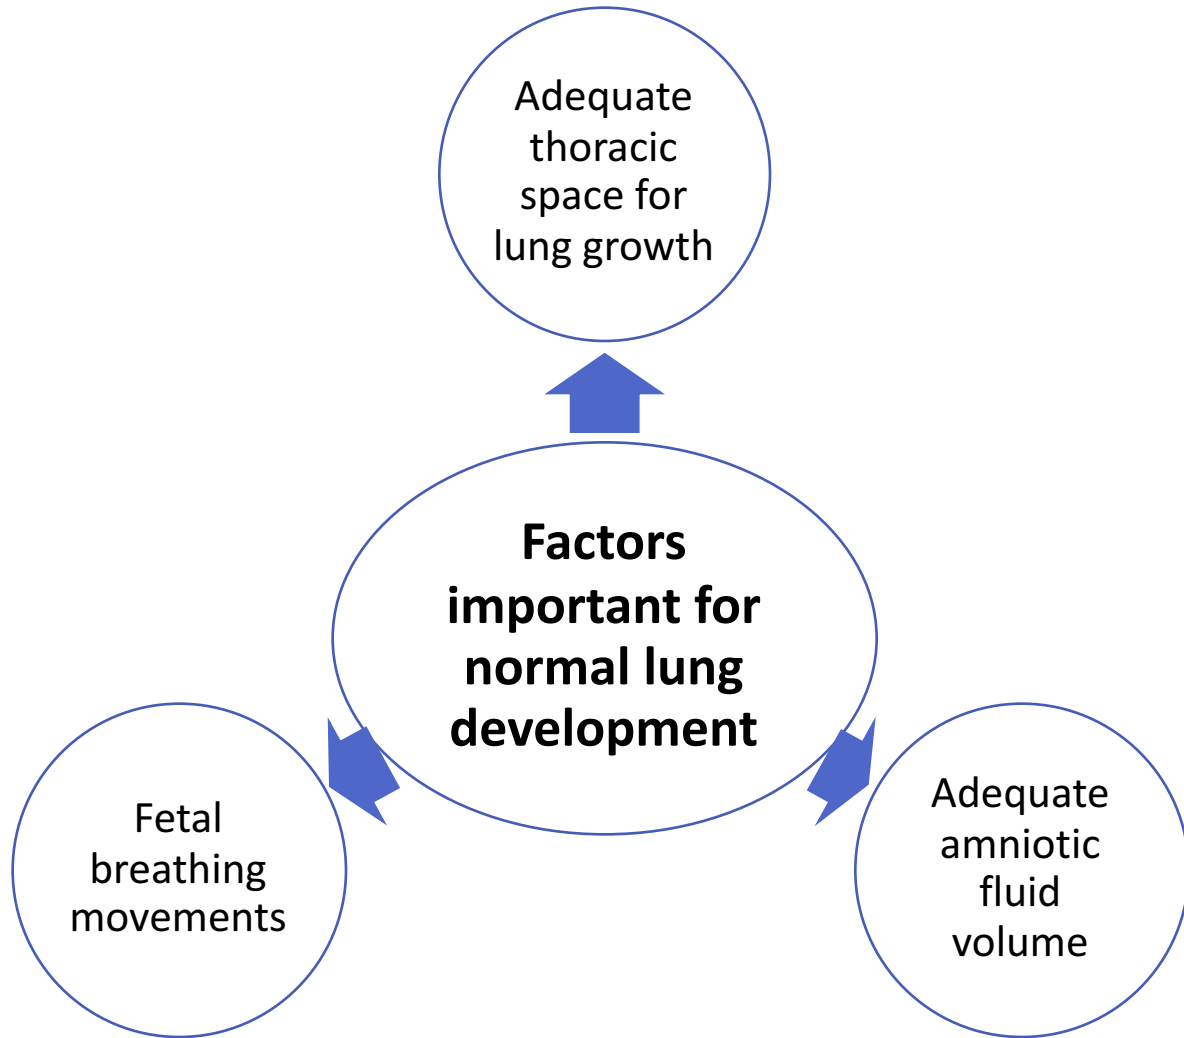 Adequate
thoracic
space for
lung growth
Factors
important for
normal lung
development
Fetal
breathing
movements
Adequate
amniotic
fluid
volume